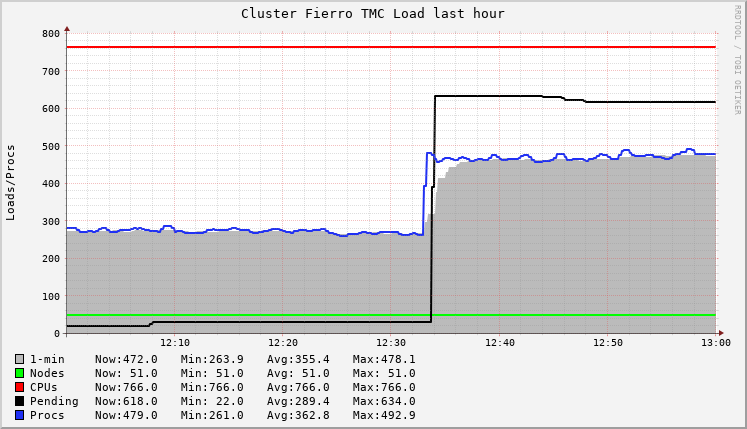 Cluster Fierro TMC Load last hour
RRDTOOL / TOBI OETIKER
Loads/Procs
800
700
600
500
400
300
200
100
0
12:10 12:20 12:30 12:40 12:50 13:00
1-min Now:472.0 Min:263.9 Avg:355.4 Max:478.1
Nodes Now: 51.0 Min: 51.0 Avg: 51.0 Max: 51.0
CPUs Now:766.0 Min:766.0 Avg:766.0 Max:766.0
Pending Now:618.0 Min: 22.0 Avg:289.4 Max:634.0
Procs Now:479.0 Min:261.0 Avg:362.8 Max:492.9